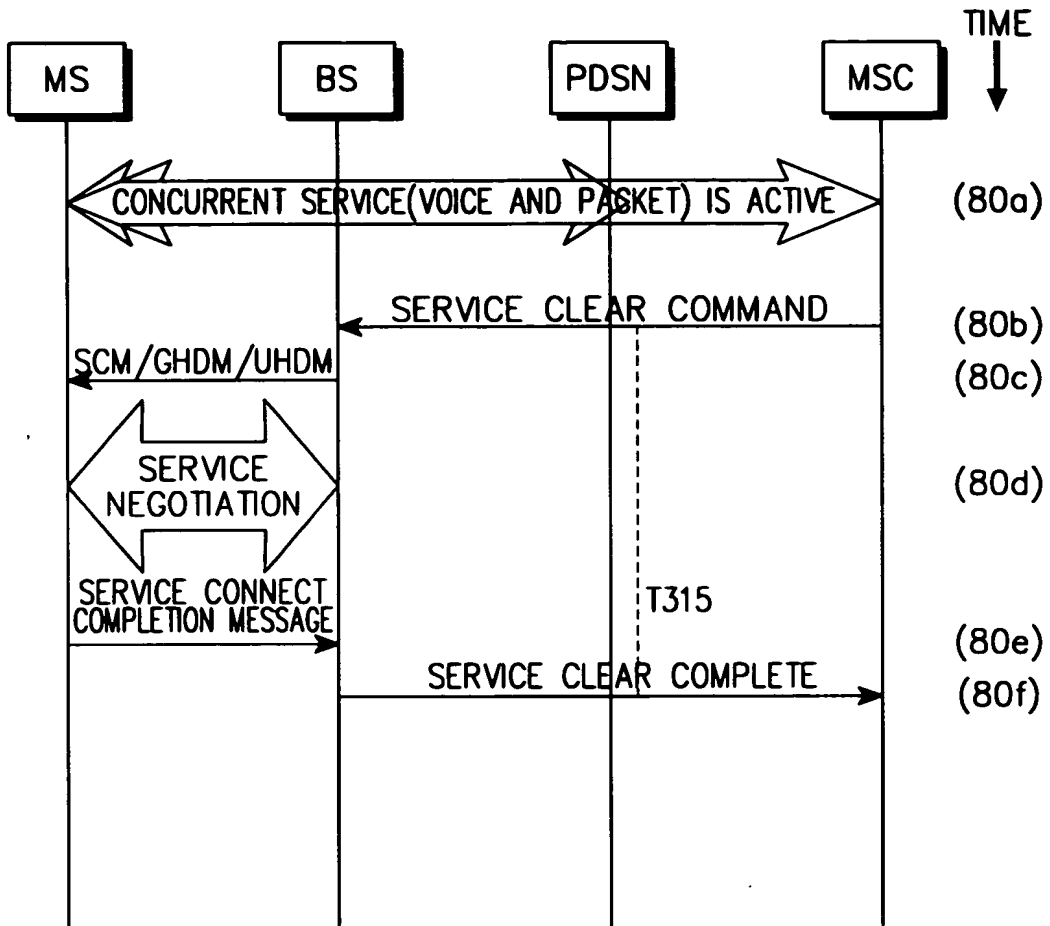 TIME
MS
BS
PDSN
MSC
CONCURRENT SERVICE(VOICE AND PACKET) IS ACTIVE
(80a)
SERVICE CLEAR COMMAND
(80b)
SCM/GHDM/UHDM
(80c)
SERVICE
NEGOTIATION
(80d)
SERVICE CONNECT
COMPLETION MESSAGE
T315
(80e)
SERVICE CLEAR COMPLETE
(80f)